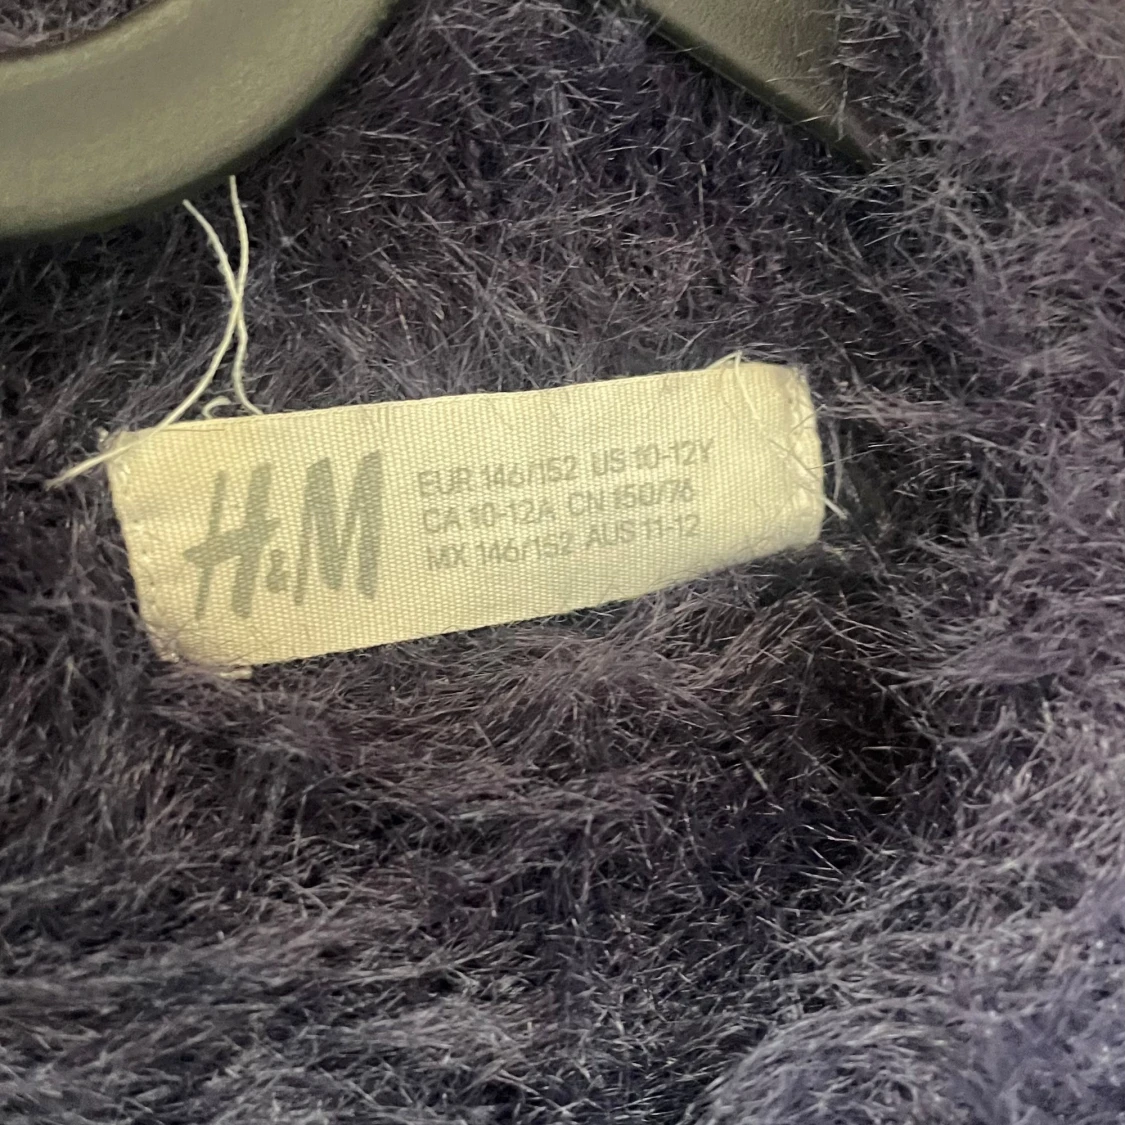 H&M
EUR 146/152 US 10-12Y
CA 10-12A CN 150/76
MX 146/152 AUS 11-12